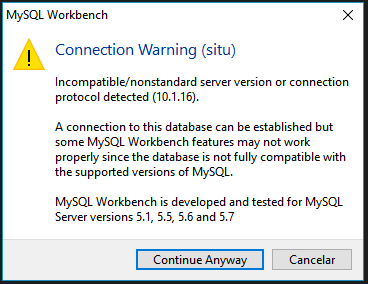 MySQL Workbench
Connection Warning (situ)
Incompatible/nonstandard server version or connection
protocol detected (10.1.16).
A connection to this database can be established but
some MySQL Workbench features may not work
properly since the database is not fully compatible with
the supported versions of MySQL.
MySQL Workbench is developed and tested for MySQL
Server versions 5.1, 5.5, 5.6 and 5.7
Continue Anyway
Cancelar